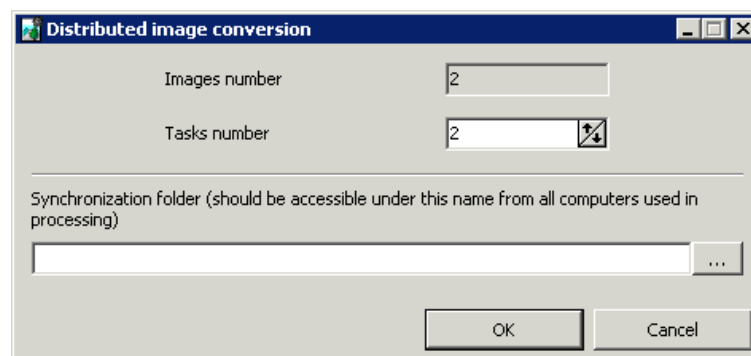 Distributed image conversion
Images number 2
Tasks number 2
Synchronization folder (should be accessible under this name from all computers used in
processing)
...
OK Cancel